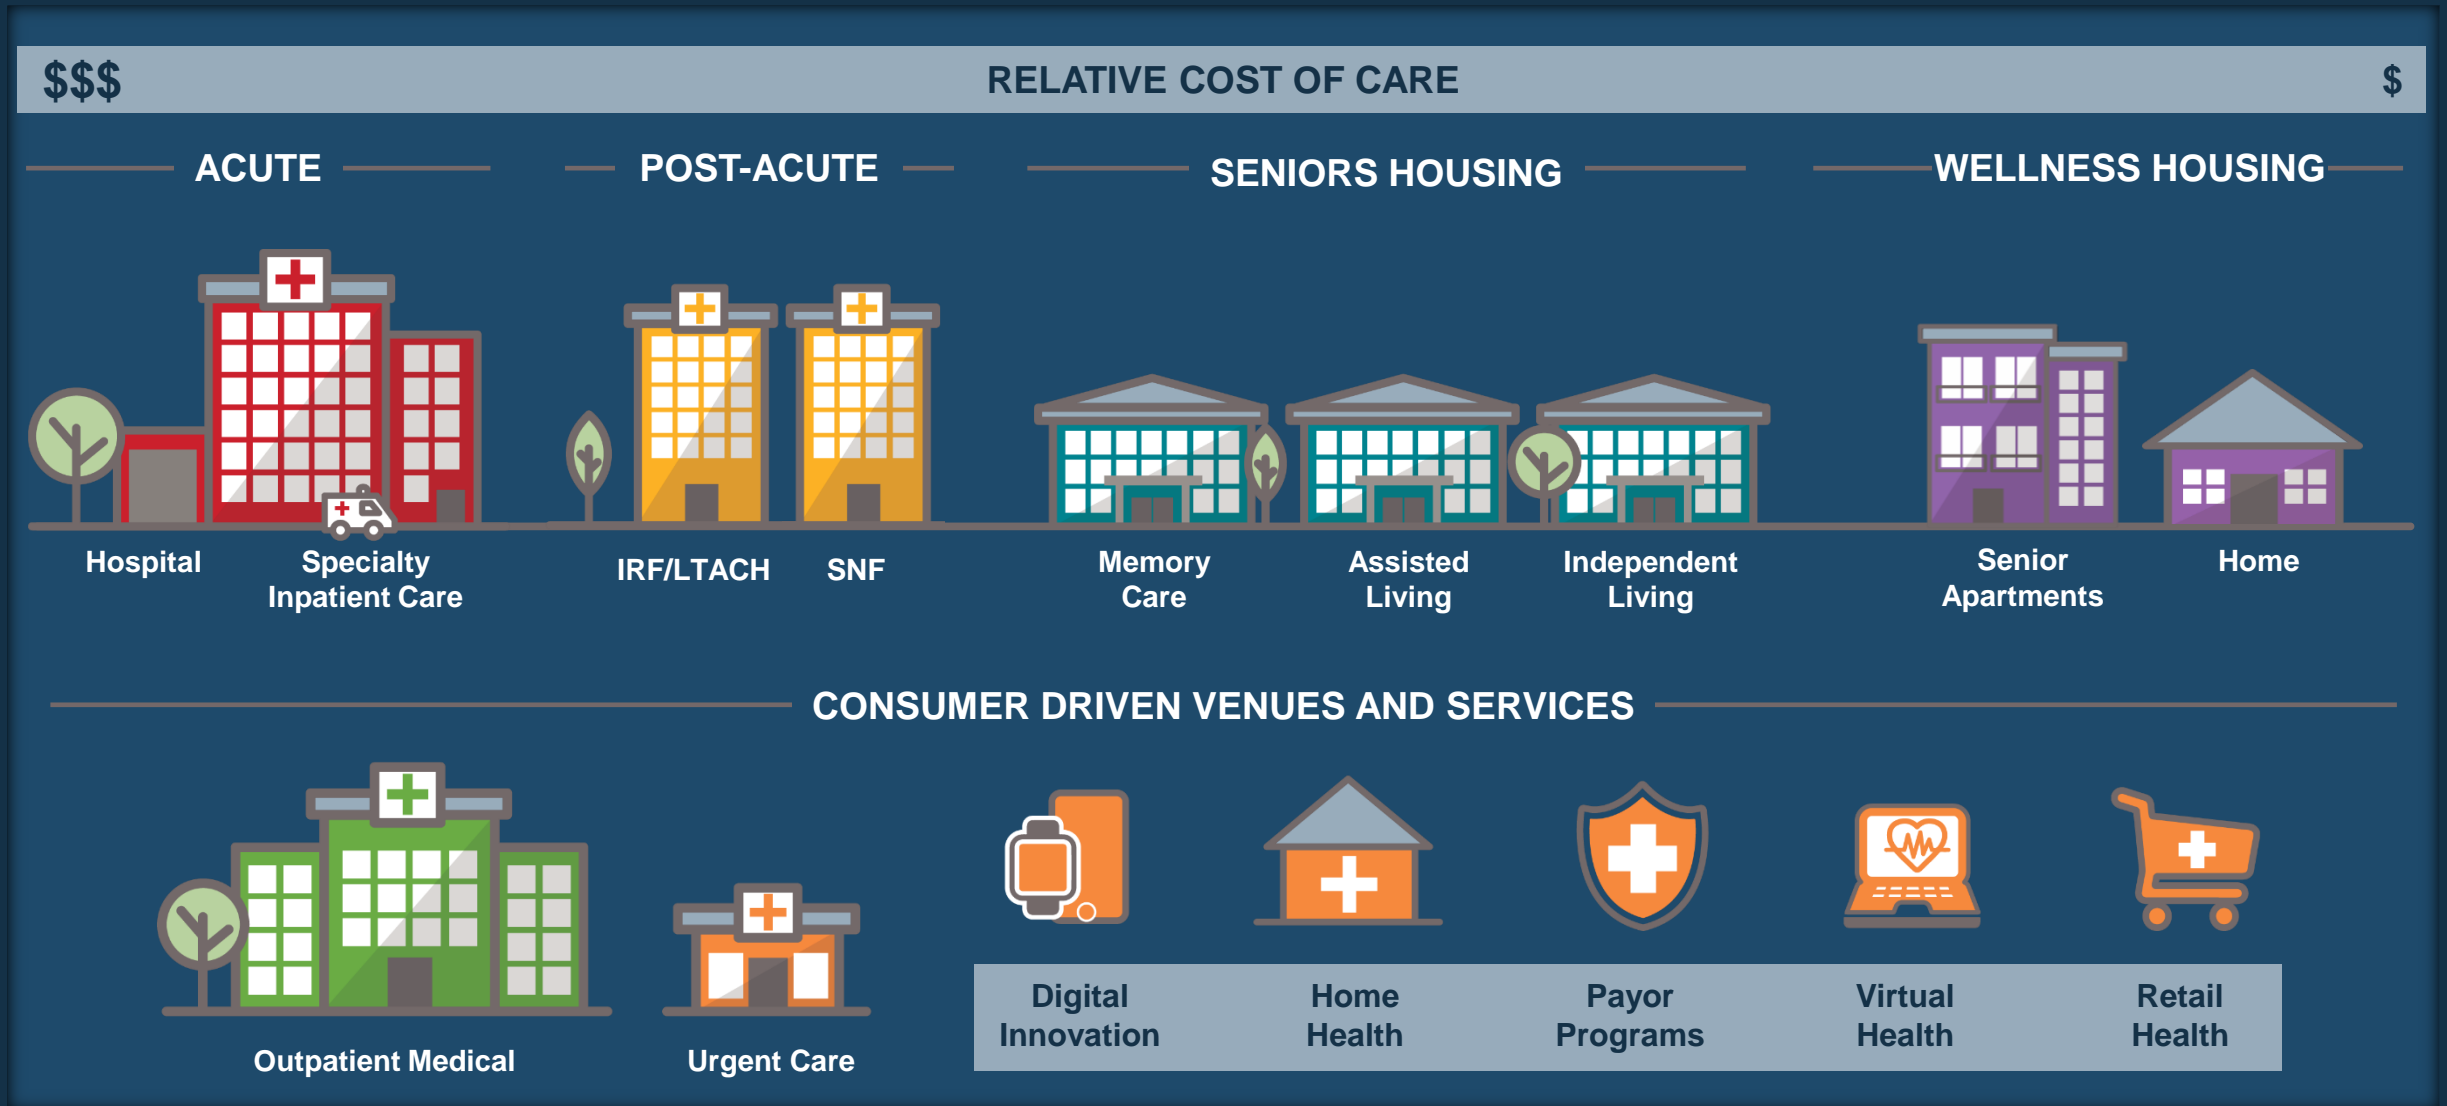 $$$ RELATIVE COST OF CARE $
ACUTE POST-ACUTE SENIORS HOUSING WELLNESS HOUSING
Hospital
Specialty
Inpatient Care
IRF/LTACH
SNF
Memory
Care
Assisted
Living
Independent
Living
Senior
Apartments
Home
CONSUMER DRIVEN VENUES AND SERVICES
Outpatient Medical
Urgent Care
Digital
Innovation
Home
Health
Payor
Programs
Virtual
Health
Retail
Health